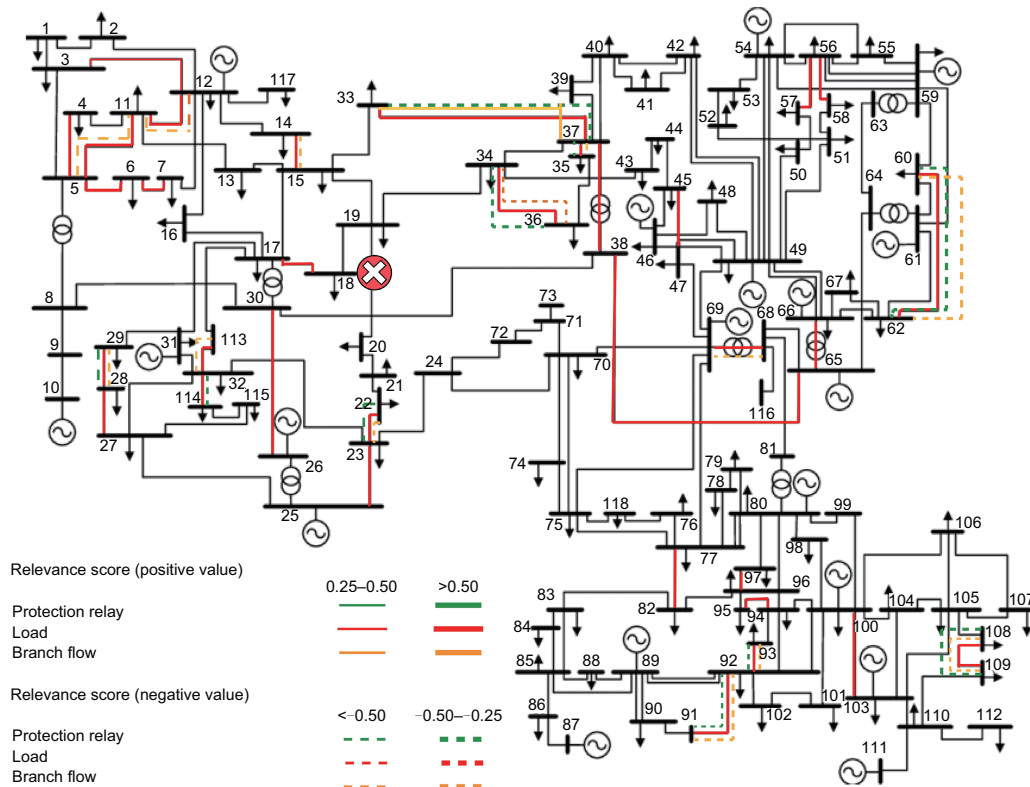 1 2 12 117
3
4 11 14
5 6 7 13 15
16 17 18 19
8 30
9 10
29 31 113 32 28 114 115
27 26 25
20 21 22 23 24
33 34 37 35 36 38
39 40 41 42 43 44 45 46 47 48 49
54 56 55 59
53 52 57 58 51 50
63 60 64 61 62
67 66 65
69 68 116
73 71 72 70
74 75 118 76 77
81 79 78 80 99 98
82 97 96 95 94 93
83 84 85 88 89 92
86 87 90 91 102 101
100 103 104 105 106 107 108 109
110 111 112
Relevance score (positive value)
0.25–0.50 >0.50
Protection relay
Load
Branch flow
Relevance score (negative value)
<−0.50 −0.50–−0.25
Protection relay
Load
Branch flow